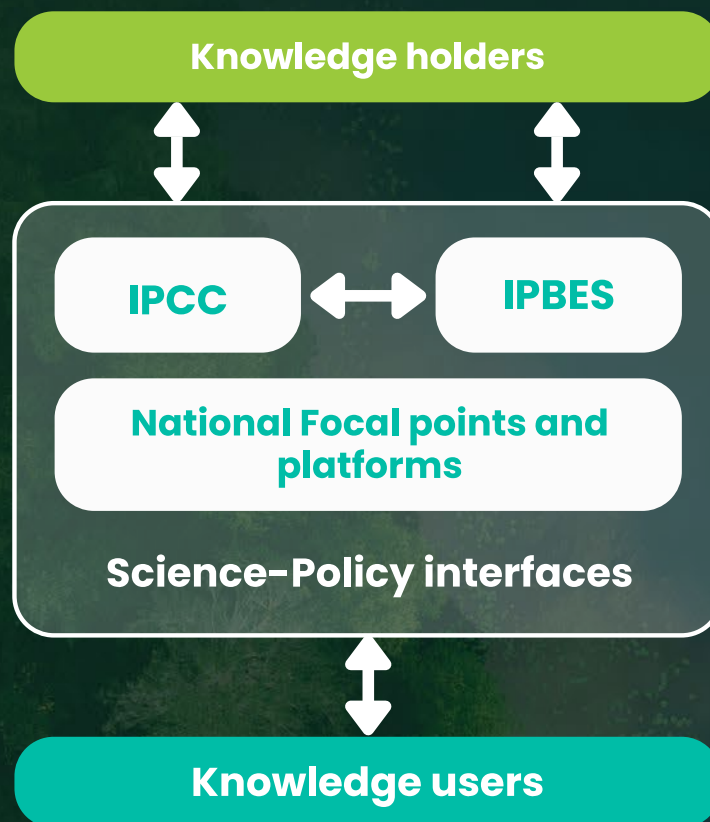 Knowledge holders
IPCC
IPBES
National Focal points and
platforms
Science-Policy interfaces
Knowledge users